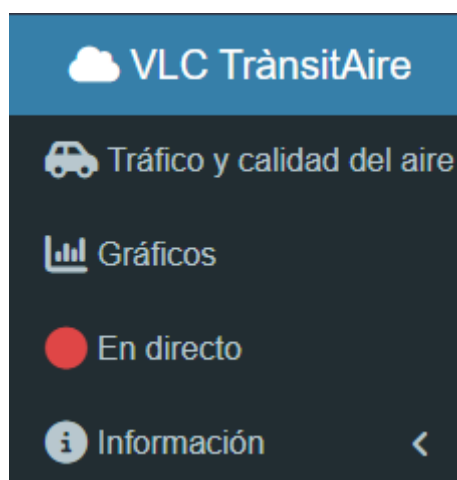 VLC TrànsitAire
Tráfico y calidad del aire
Gráficos
En directo
Información